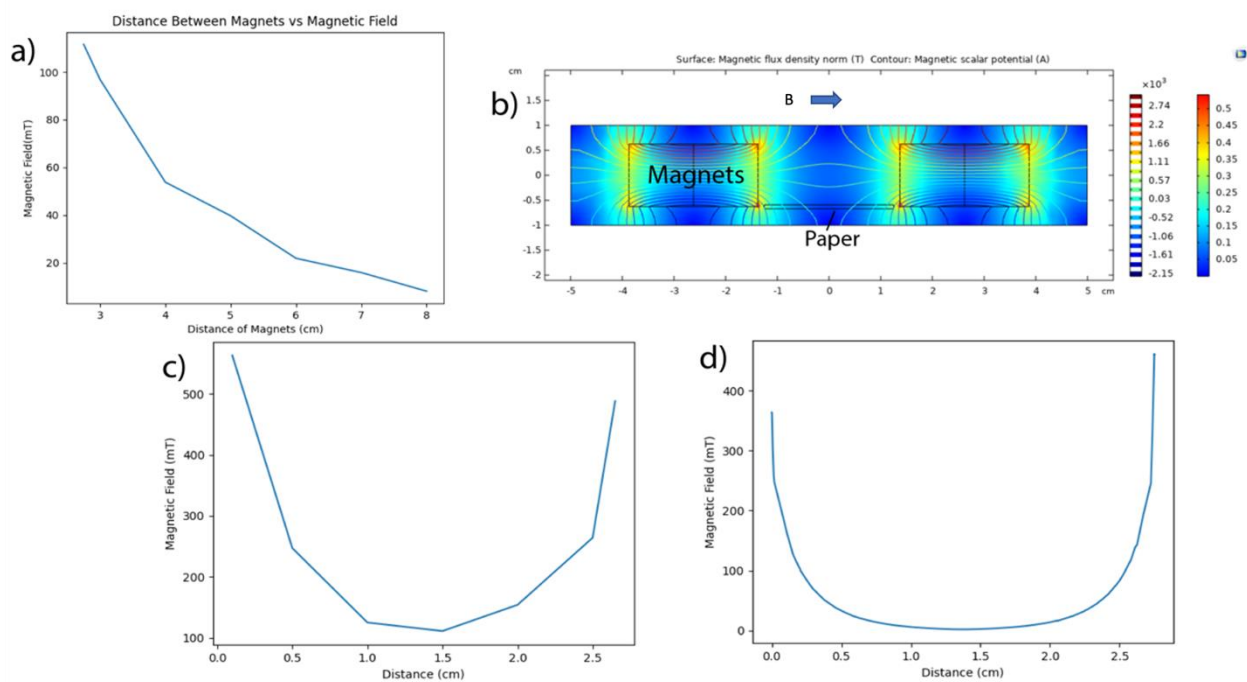 a)
Distance Between Magnets vs Magnetic Field
Magnetic Field(mT)
100
80
60
40
20
3 4 5 6 7 8
Distance of Magnets (cm)
b)
Surface: Magnetic flux density norm (T) Contour: Magnetic scalar potential (A)
cm
B
1.5
1
0.5
0
-0.5
-1
-1.5
-2
Magnets
Paper
-5 -4 -3 -2 -1 0 1 2 3 4 5 cm
×10³
2.74
2.2
1.66
1.11
0.57
0.03
-0.52
-1.06
-1.61
-2.15
0.5
0.45
0.4
0.35
0.3
0.25
0.2
0.15
0.1
0.05
c)
Magnetic Field (mT)
500
400
300
200
100
0.0 0.5 1.0 1.5 2.0 2.5
Distance (cm)
d)
Magnetic Field (mT)
400
300
200
100
0
0.0 0.5 1.0 1.5 2.0 2.5
Distance (cm)